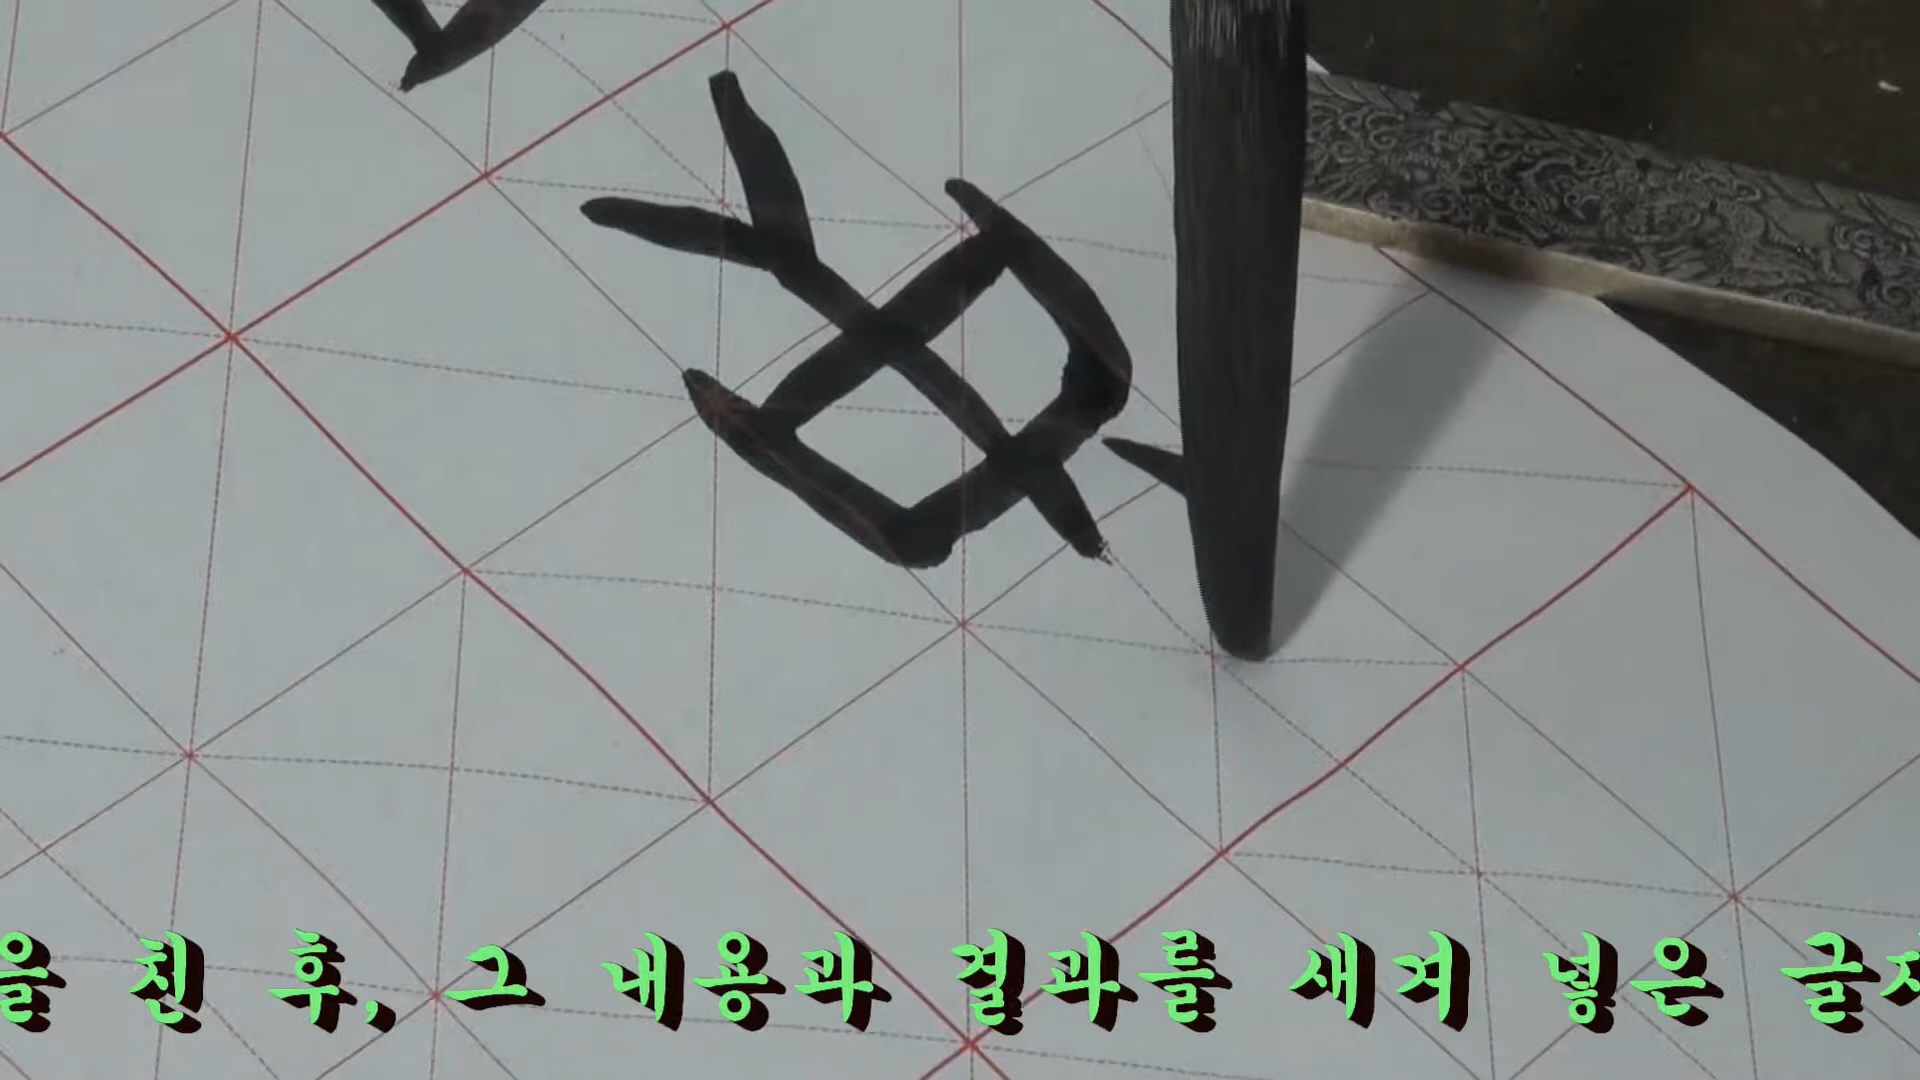 을 친 후, 그 내용과 결과를 새겨 넣은 글자